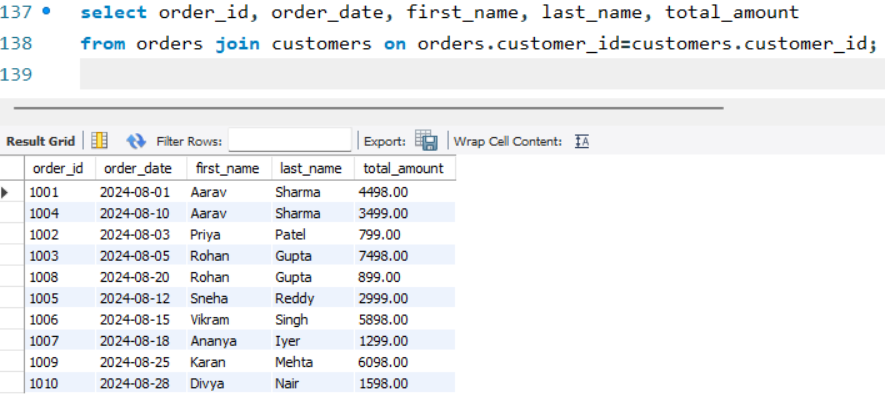 137 select order_id, order_date, first_name, last_name, total_amount
138 from orders join customers on orders.customer_id=customers.customer_id;
139
Result Grid Filter Rows: Export: Wrap Cell Content: IA
order_id order_date first_name last_name total_amount
1001 2024-08-01 Aarav Sharma 4498.00
1004 2024-08-10 Aarav Sharma 3499.00
1002 2024-08-03 Priya Patel 799.00
1003 2024-08-05 Rohan Gupta 7498.00
1008 2024-08-20 Rohan Gupta 899.00
1005 2024-08-12 Sneha Reddy 2999.00
1006 2024-08-15 Vikram Singh 5898.00
1007 2024-08-18 Ananya Iyer 1299.00
1009 2024-08-25 Karan Mehta 6098.00
1010 2024-08-28 Divya Nair 1598.00